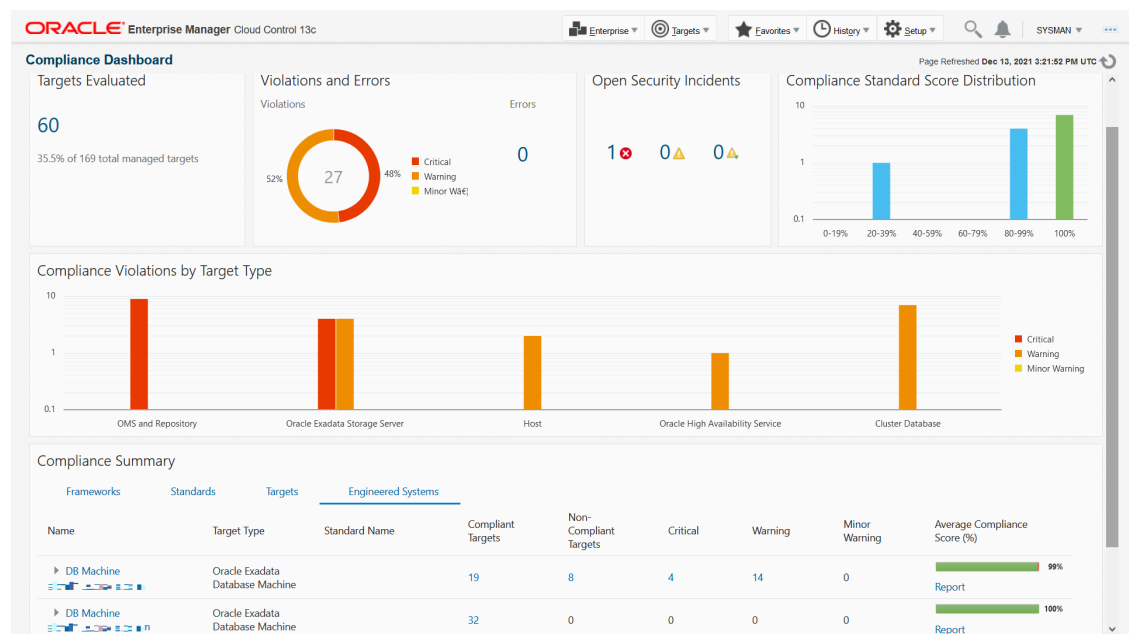 ORACLE Enterprise Manager Cloud Control 13c
Enterprise Targets Favorites History Setup SYSMAN
Compliance Dashboard
Page Refreshed Dec 13, 2021 3:21:52 PM UTC
Targets Evaluated
60
35.5% of 169 total managed targets
Violations and Errors
Violations
Errors
52%
27
48%
Critical
Warning
Minor Wâ€¦
0
Open Security Incidents
1 0 0
Compliance Standard Score Distribution
10
1
0.1
0-19% 20-39% 40-59% 60-79% 80-99% 100%
Compliance Violations by Target Type
10
1
0.1
OMS and Repository Oracle Exadata Storage Server Host Oracle High Availability Service Cluster Database
Critical
Warning
Minor Warning
Compliance Summary
Frameworks Standards Targets Engineered Systems
Name Target Type Standard Name Compliant Targets Non-Compliant Targets Critical Warning Minor Warning Average Compliance Score (%)
DB Machine Oracle Exadata Database Machine 19 8 4 14 0 99%
Report
DB Machine Oracle Exadata Database Machine 32 0 0 0 0 100%
Report